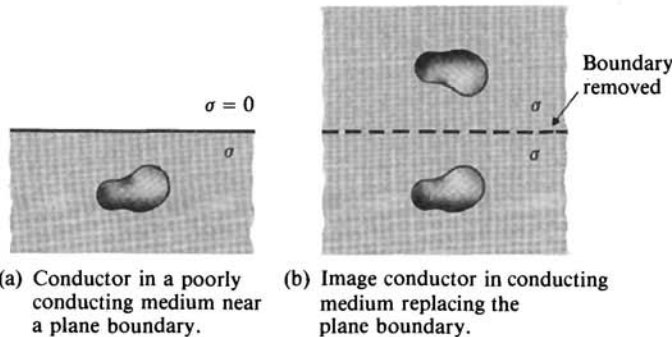 σ = 0
σ
(a) Conductor in a poorly
conducting medium near
a plane boundary.
Boundary
removed
σ
σ
(b) Image conductor in conducting
medium replacing the
plane boundary.